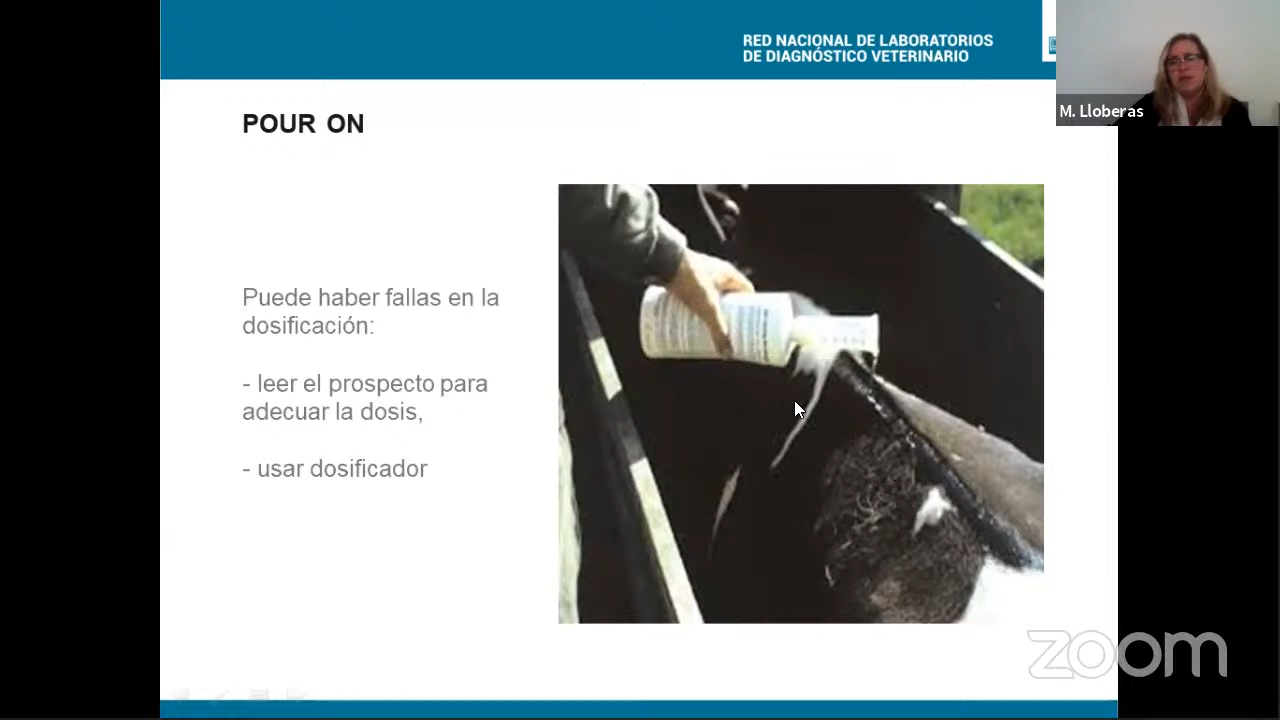 RED NACIONAL DE LABORATORIOS
DE DIAGNÓSTICO VETERINARIO
M. Lloberas
POUR ON
Puede haber fallas en la
dosificación:
- leer el prospecto para
adecuar la dosis,
- usar dosificador
zoom